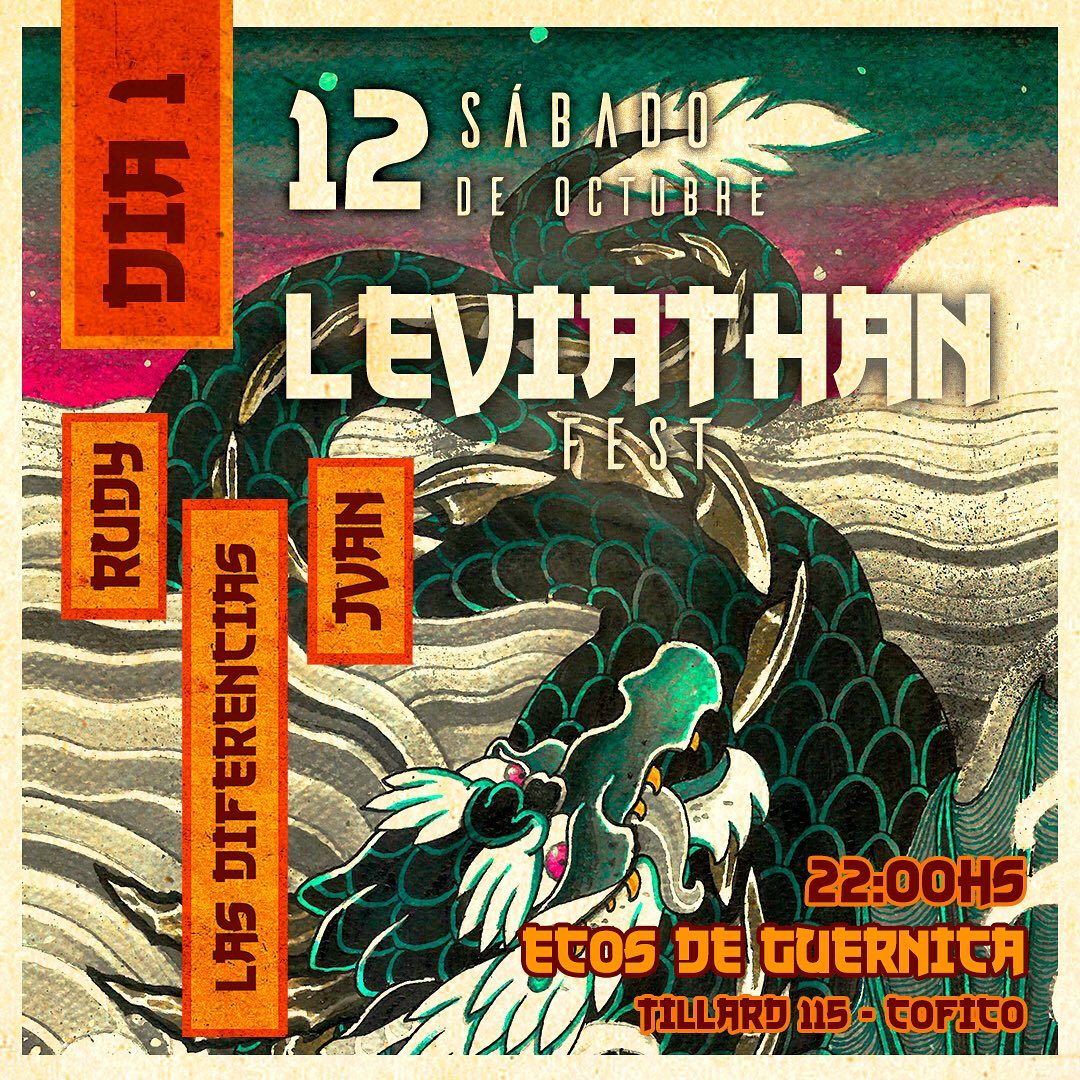 DIA 1
12 SÁBADO
DE OCTUBRE
LEVIATHAN
FEST
RUDY
LAS DIFERENCIAS
JVAN
22:00HS
ECOS DE GUERNICA
TILLARD 115 - COFICO